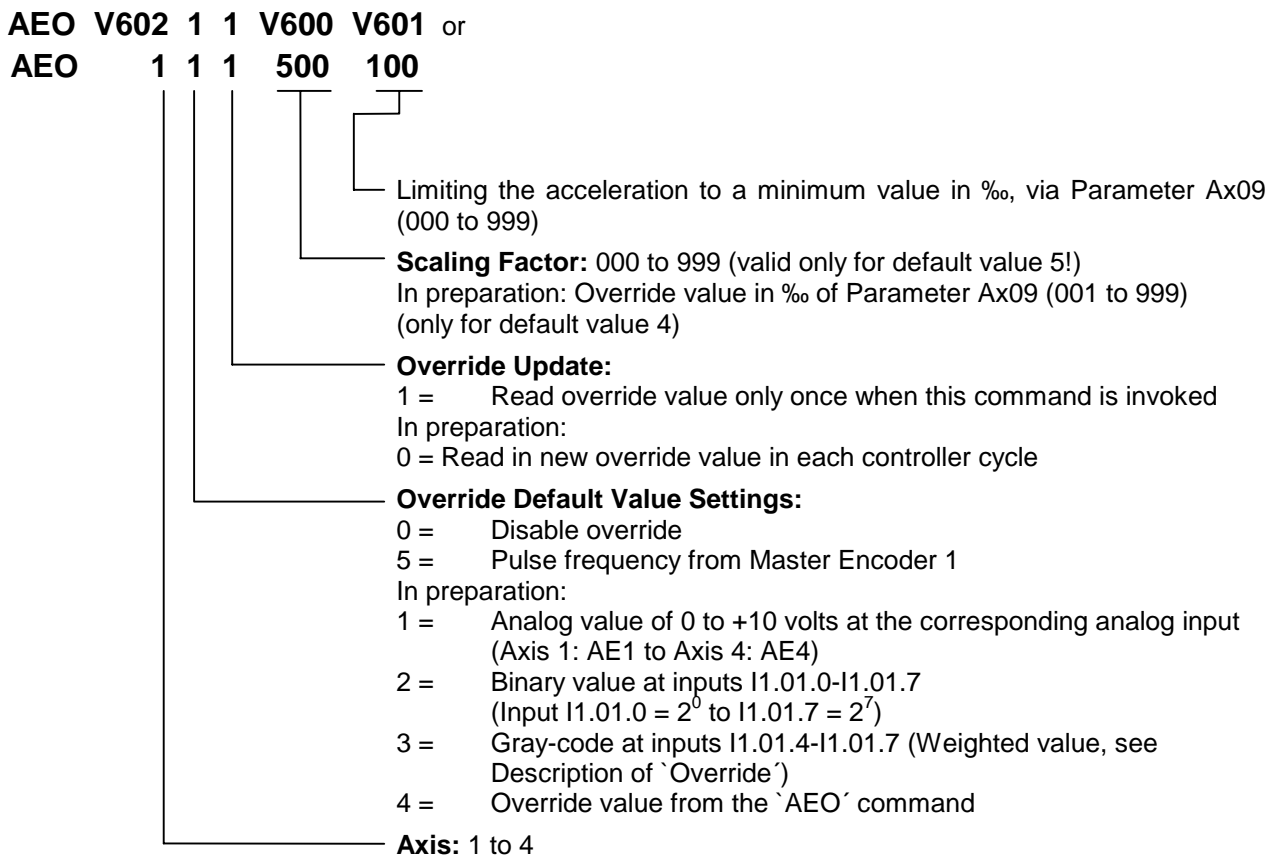 AEO V602 1 1 V600 V601 or
AEO 1 1 1 500 100
Limiting the acceleration to a minimum value in ‰, via Parameter Ax09
(000 to 999)
Scaling Factor: 000 to 999 (valid only for default value 5!)
In preparation: Override value in ‰ of Parameter Ax09 (001 to 999)
(only for default value 4)
Override Update:
1 = Read override value only once when this command is invoked
In preparation:
0 = Read in new override value in each controller cycle
Override Default Value Settings:
0 = Disable override
5 = Pulse frequency from Master Encoder 1
In preparation:
1 = Analog value of 0 to +10 volts at the corresponding analog input
(Axis 1: AE1 to Axis 4: AE4)
2 = Binary value at inputs I1.01.0-I1.01.7
(Input I1.01.0 = 2⁰ to I1.01.7 = 2⁷)
3 = Gray-code at inputs I1.01.4-I1.01.7 (Weighted value, see
Description of `Override´)
4 = Override value from the `AEO´ command
Axis: 1 to 4